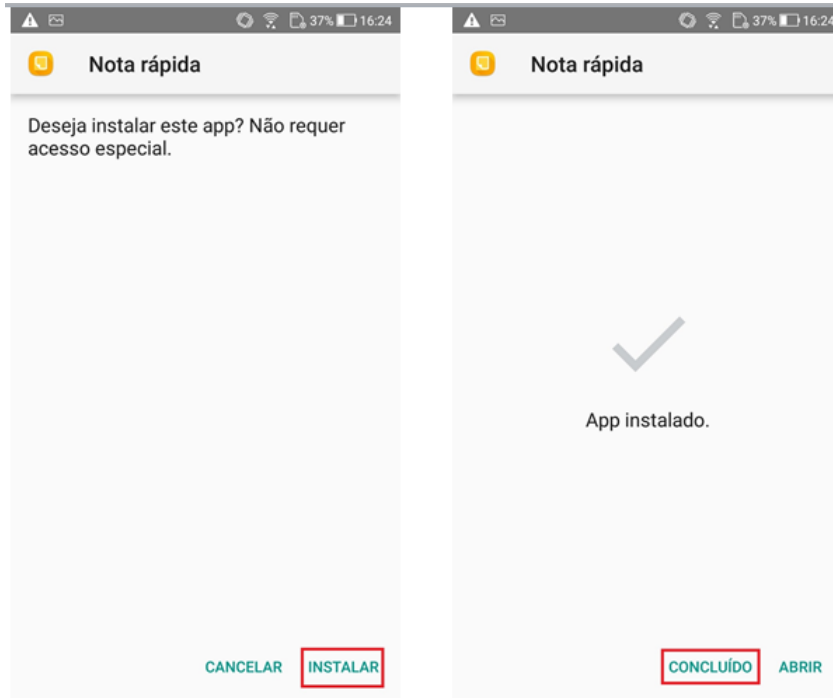 37% 16:24
Nota rápida
Deseja instalar este app? Não requer
acesso especial.
CANCELAR INSTALAR
37% 16:24
Nota rápida
App instalado.
CONCLUÍDO ABRIR